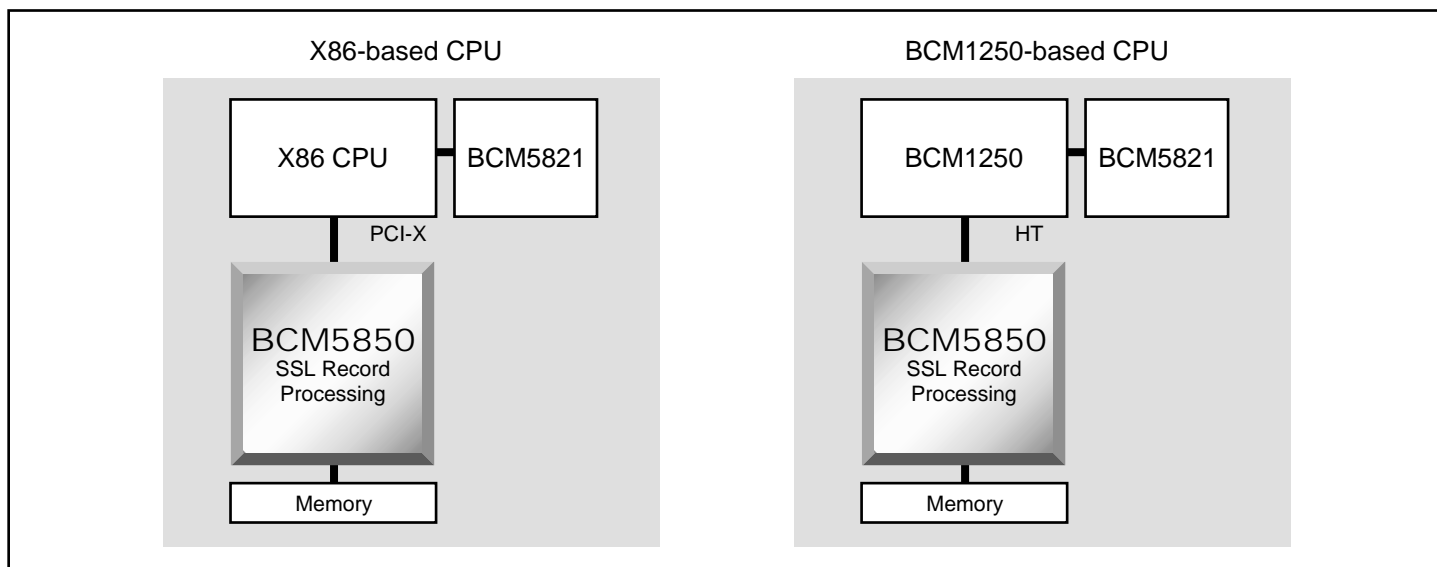 X86-based CPU
X86 CPU
BCM5821
PCI-X
BCM5850
SSL Record
Processing
Memory
BCM1250-based CPU
BCM1250
BCM5821
HT
BCM5850
SSL Record
Processing
Memory